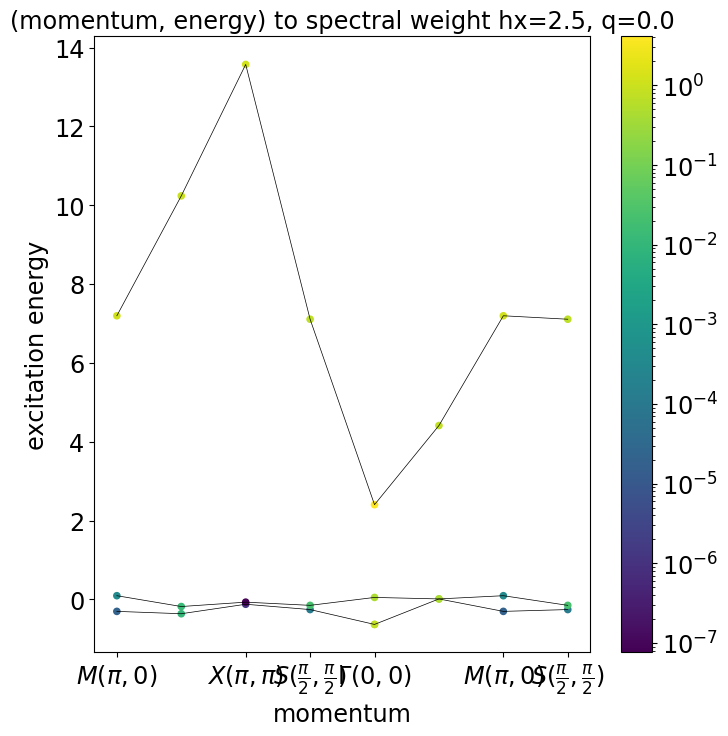 (momentum, energy) to spectral weight hx=2.5, q=0.0
14
12
10
8
6
4
2
0
excitation energy
M(π, 0)
X(π, π)
S(π/2, π/2)
Γ(0, 0)
M(π, 0)
S(π/2, π/2)
momentum
10⁰
10⁻¹
10⁻²
10⁻³
10⁻⁴
10⁻⁵
10⁻⁶
10⁻⁷